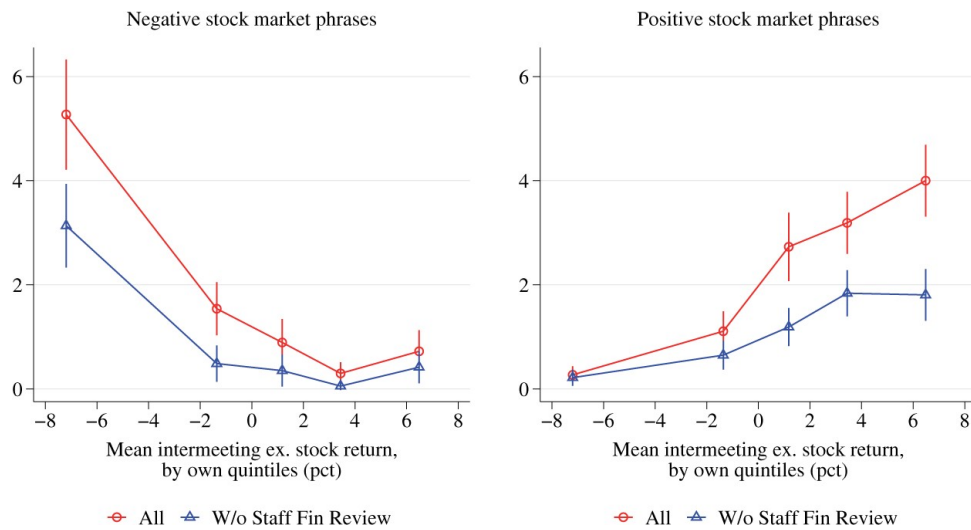 Negative stock market phrases
6
4
2
0
−8 −6 −4 −2 0 2 4 6 8
Mean intermeeting ex. stock return,
by own quintiles (pct)
All W/o Staff Fin Review
Positive stock market phrases
6
4
2
0
−8 −6 −4 −2 0 2 4 6 8
Mean intermeeting ex. stock return,
by own quintiles (pct)
All W/o Staff Fin Review